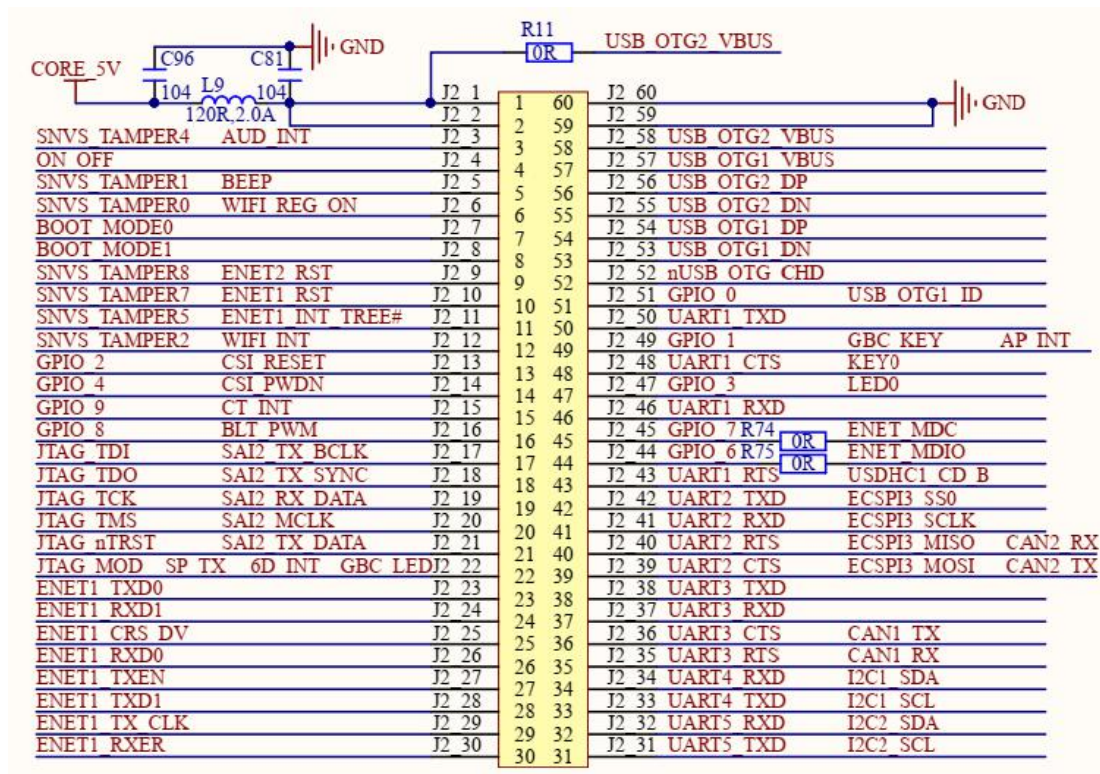 R11
0R
USB_OTG2_VBUS
GND
C96
C81
CORE_5V
104
L9
104
120R,2.0A
J2_1 1 60 J2_60
GND
J2_2 2 59 J2_59
SNVS_TAMPER4 AUD_INT J2_3 3 58 J2_58 USB_OTG2_VBUS
ON_OFF J2_4 4 57 J2_57 USB_OTG1_VBUS
SNVS_TAMPER1 BEEP J2_5 5 56 J2_56 USB_OTG2_DP
SNVS_TAMPER0 WIFI_REG_ON J2_6 6 55 J2_55 USB_OTG2_DN
BOOT_MODE0 J2_7 7 54 J2_54 USB_OTG1_DP
BOOT_MODE1 J2_8 8 53 J2_53 USB_OTG1_DN
SNVS_TAMPER8 ENET2_RST J2_9 9 52 J2_52 nUSB_OTG_CHD
SNVS_TAMPER7 ENET1_RST J2_10 10 51 J2_51 GPIO_0 USB_OTG1_ID
SNVS_TAMPER5 ENET1_INT_TREE# J2_11 11 50 J2_50 UART1_TXD
SNVS_TAMPER2 WIFI_INT J2_12 12 49 J2_49 GPIO_1 GBC_KEY AP_INT
GPIO_2 CSI_RESET J2_13 13 48 J2_48 UART1_CTS KEY0
GPIO_4 CSI_PWDN J2_14 14 47 J2_47 GPIO_3 LED0
GPIO_9 CT_INT J2_15 15 46 J2_46 UART1_RXD
GPIO_8 BLT_PWM J2_16 16 45 J2_45 GPIO_7 R74 0R ENET_MDC
JTAG_TDI SAI2_TX_BCLK J2_17 17 44 J2_44 GPIO_6 R75 0R ENET_MDIO
JTAG_TDO SAI2_TX_SYNC J2_18 18 43 J2_43 UART1_RTS USDHC1_CD_B
JTAG_TCK SAI2_RX_DATA J2_19 19 42 J2_42 UART2_TXD ECSPI3_SS0
JTAG_TMS SAI2_MCLK J2_20 20 41 J2_41 UART2_RXD ECSPI3_SCLK
JTAG_nTRST SAI2_TX_DATA J2_21 21 40 J2_40 UART2_RTS ECSPI3_MISO CAN2_RX
JTAG_MOD SP_TX 6D_INT GBC_LED J2_22 22 39 J2_39 UART2_CTS ECSPI3_MOSI CAN2_TX
ENET1_TXD0 J2_23 23 38 J2_38 UART3_TXD
ENET1_RXD1 J2_24 24 37 J2_37 UART3_RXD
ENET1_CRS_DV J2_25 25 36 J2_36 UART3_CTS CAN1_TX
ENET1_RXD0 J2_26 26 35 J2_35 UART3_RTS CAN1_RX
ENET1_TXEN J2_27 27 34 J2_34 UART4_RXD I2C1_SDA
ENET1_TXD1 J2_28 28 33 J2_33 UART4_TXD I2C1_SCL
ENET1_TX_CLK J2_29 29 32 J2_32 UART5_RXD I2C2_SDA
ENET1_RXER J2_30 30 31 J2_31 UART5_TXD I2C2_SCL